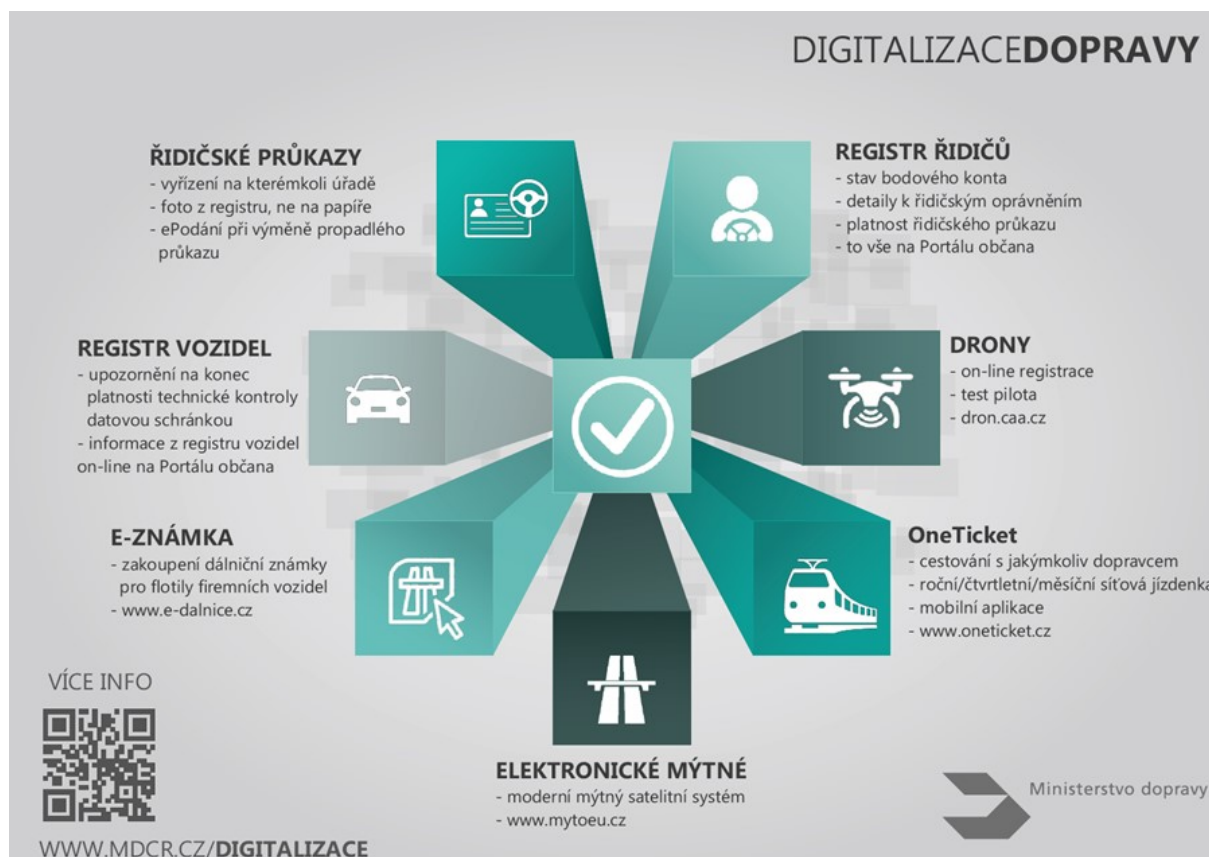 DIGITALIZACEDOPRAVY
ŘIDIČSKÉ PRŮKAZY
- vyřízení na kterémkoli úřadě
- foto z registru, ne na papíře
- ePodání při výměně propadlého
průkazu
REGISTR ŘIDIČŮ
- stav bodového konta
- detaily k řidičským oprávněním
- platnost řidičského průkazu
- to vše na Portálu občana
REGISTR VOZIDEL
- upozornění na konec
platnosti technické kontroly
datovou schránkou
- informace z registru vozidel
on-line na Portálu občana
DRONY
- on-line registrace
- test pilota
- dron.caa.cz
E-ZNÁMKA
- zakoupení dálniční známky
pro flotily firemních vozidel
- www.e-dalnice.cz
OneTicket
- cestování s jakýmkoliv dopravcem
- roční/čtvrtletní/měsíční síťová jízdenka
- mobilní aplikace
- www.oneticket.cz
ELEKTRONICKÉ MÝTNÉ
- moderní mýtný satelitní systém
- www.mytoeu.cz
VÍCE INFO
WWW.MDCR.CZ/DIGITALIZACE
Ministerstvo dopravy